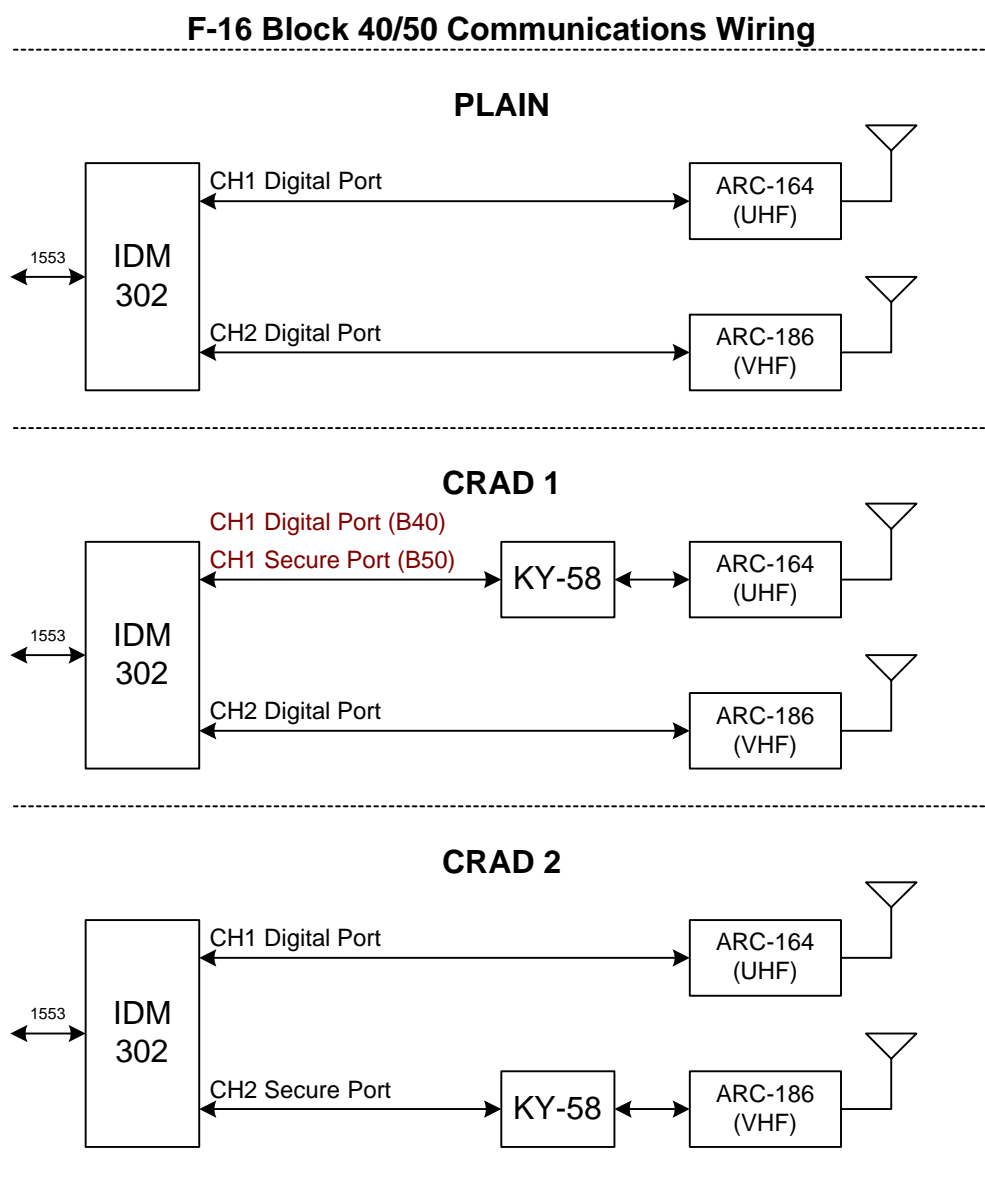 F-16 Block 40/50 Communications Wiring
PLAIN
CH1 Digital Port
ARC-164
(UHF)
1553
IDM
302
CH2 Digital Port
ARC-186
(VHF)
CRAD 1
CH1 Digital Port (B40)
CH1 Secure Port (B50)
KY-58
ARC-164
(UHF)
1553
IDM
302
CH2 Digital Port
ARC-186
(VHF)
CRAD 2
CH1 Digital Port
ARC-164
(UHF)
1553
IDM
302
CH2 Secure Port
KY-58
ARC-186
(VHF)